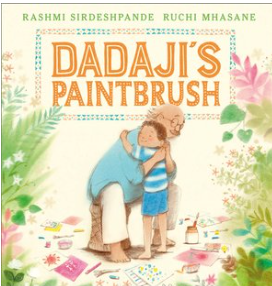 RASHMI SIRDESHPANDE RUCHI MHASANE
DADAJI'S
PAINTBRUSH